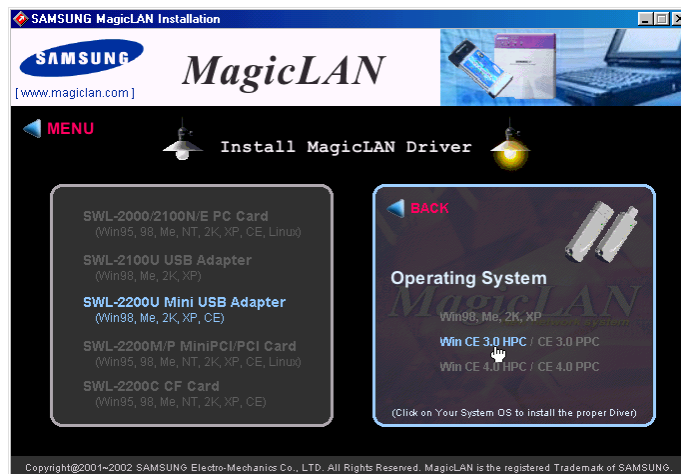 SAMSUNG MagicLAN Installation
SAMSUNG
[www.magiclan.com]
MagicLAN
MENU
Install MagicLAN Driver
SWL-2000/2100N/E PC Card
(Win95, 98, Me, NT, 2K, XP, CE, Linux)
SWL-2100U USB Adapter
(Win98, Me, 2K, XP)
SWL-2200U Mini USB Adapter
(Win98, Me, 2K, XP, CE)
SWL-2200M/P MiniPCI/PCI Card
(Win95, 98, Me, NT, 2K, XP, CE, Linux)
SWL-2200C CF Card
(Win95, 98, Me, NT, 2K, XP, CE)
BACK
Operating System
MagicLAN
Win98, Me, 2K, XP
network system
Win CE 3.0 HPC / CE 3.0 PPC
Win CE 4.0 HPC / CE 4.0 PPC
(Click on Your System OS to install the proper Diver)
Copyright@2001~2002 SAMSUNG Electro-Mechanics Co., LTD. All Rights Reserved. MagicLAN is the registered Trademark of SAMSUNG.